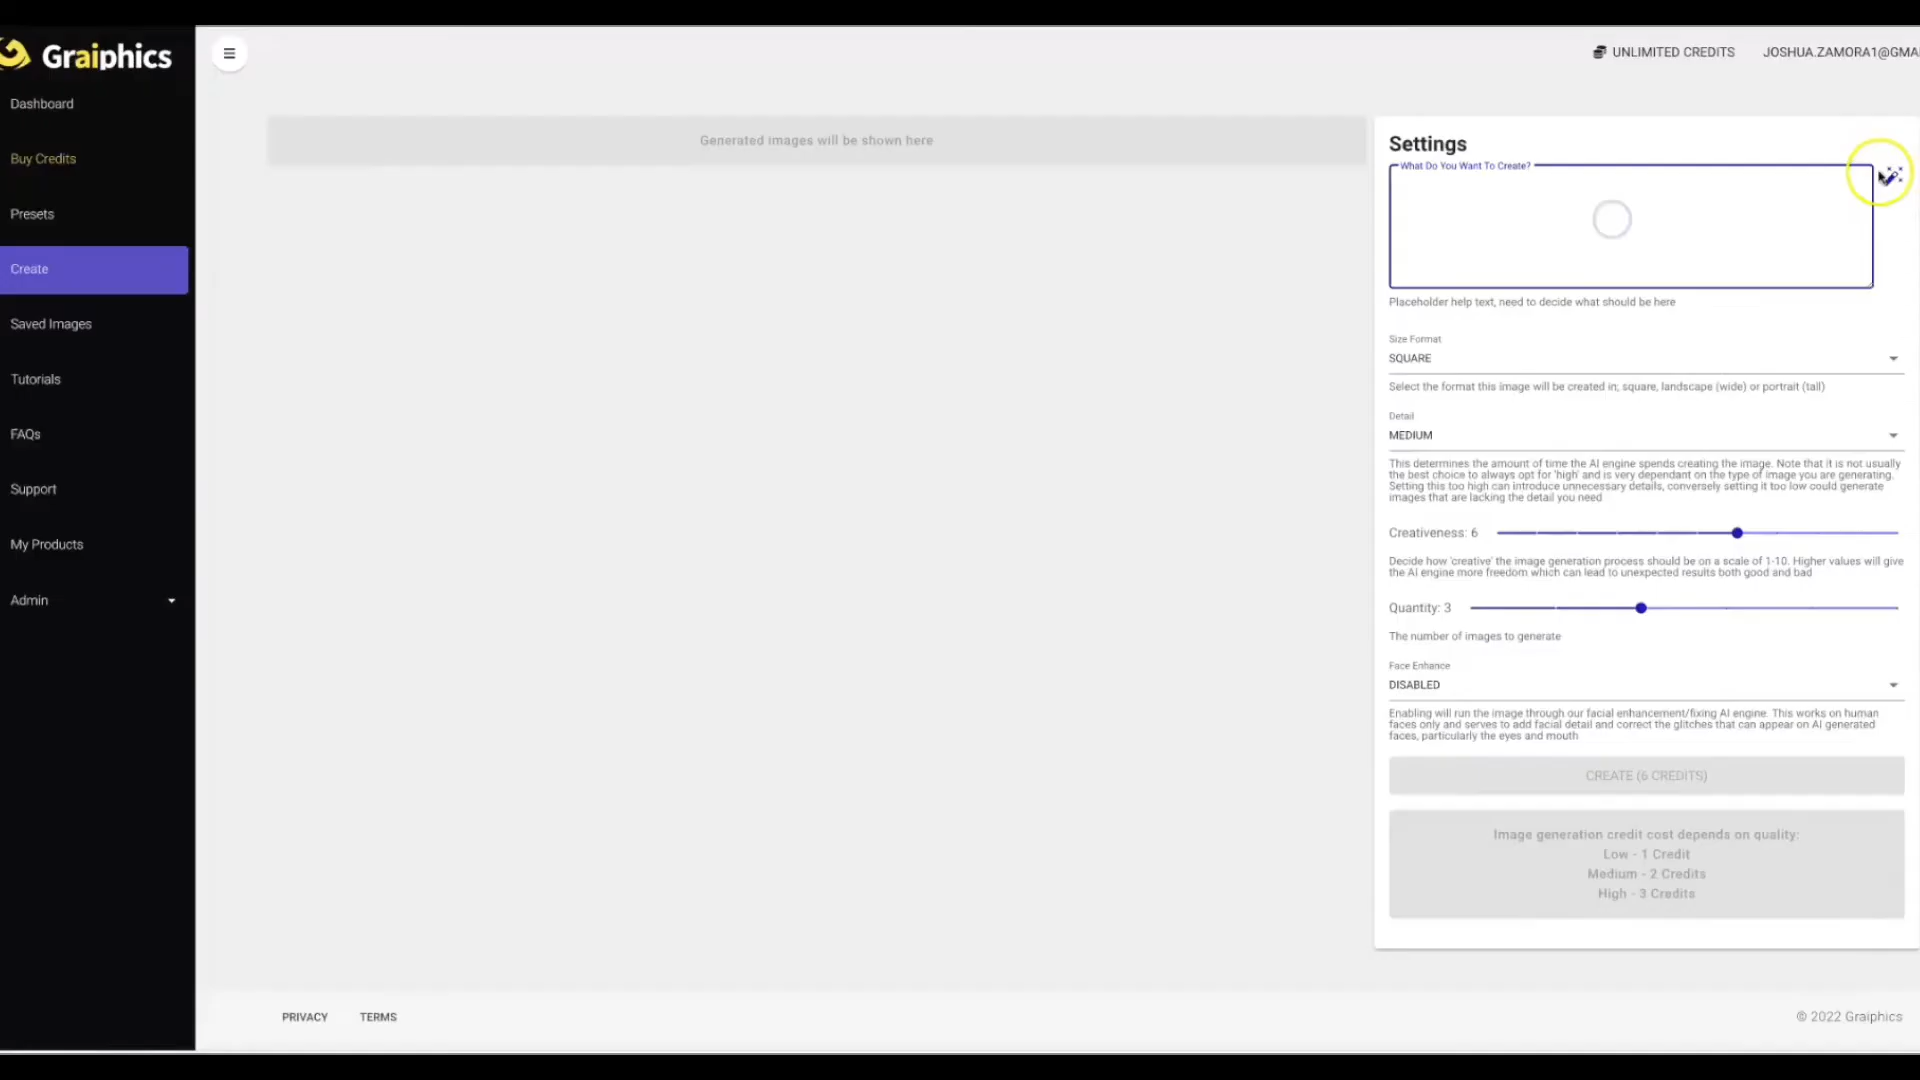 Graiphics
UNLIMITED CREDITS
JOSHUA.ZAMORA1@GMAI
Dashboard
Buy Credits
Presets
Create
Saved Images
Tutorials
FAQs
Support
My Products
Admin
Generated images will be shown here
Settings
What Do You Want To Create?
Placeholder help text, need to decide what should be here
Size Format
SQUARE
Select the format this image will be created in; square, landscape (wide) or portrait (tall)
Detail
MEDIUM
This determines the amount of time the AI engine spends creating the image. Note that it is not usually
the best choice to always opt for 'high' and is very dependant on the type of image you are generating.
Setting this too high can introduce unnecessary details, conversely setting it too low could generate
images that are lacking the detail you need
Creativeness: 6
Decide how 'creative' the image generation process should be on a scale of 1-10. Higher values will give
the AI engine more freedom which can lead to unexpected results both good and bad
Quantity: 3
The number of images to generate
Face Enhance
DISABLED
Enabling will run the image through our facial enhancement/fixing AI engine. This works on human
faces only and serves to add facial detail and correct the glitches that can appear on AI generated
faces, particularly the eyes and mouth
CREATE (6 CREDITS)
Image generation credit cost depends on quality:
Low - 1 Credit
Medium - 2 Credits
High - 3 Credits
PRIVACY
TERMS
© 2022 Graiphics